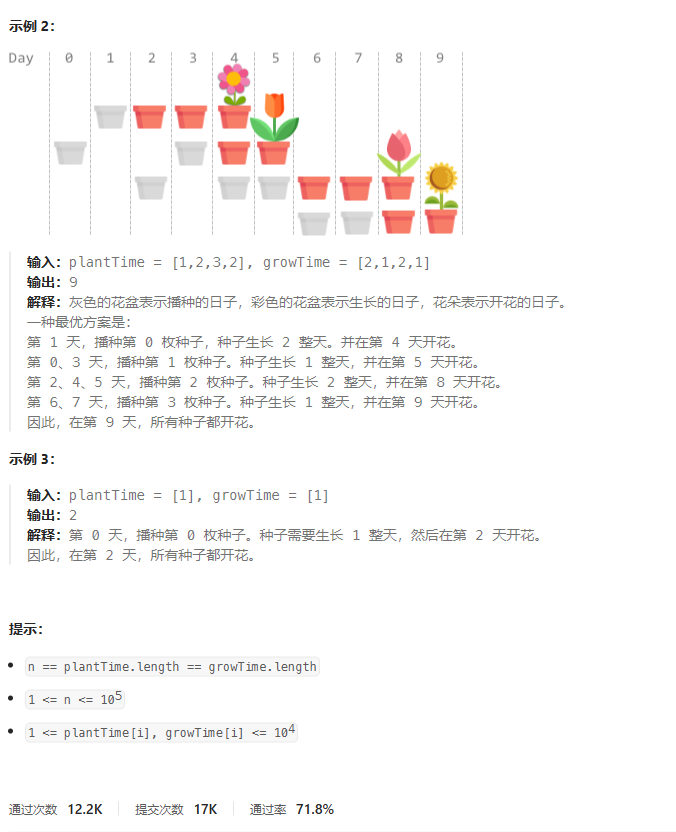 示例 2：
Day 0 1 2 3 4 5 6 7 8 9
输入：plantTime = [1,2,3,2], growTime = [2,1,2,1]
输出：9
解释：灰色的花盆表示播种的日子，彩色的花盆表示生长的日子，花朵表示开花的日子。
一种最优方案是：
第 1 天，播种第 0 枚种子，种子生长 2 整天。并在第 4 天开花。
第 0、3 天，播种第 1 枚种子。种子生长 1 整天，并在第 5 天开花。
第 2、4、5 天，播种第 2 枚种子。种子生长 2 整天，并在第 8 天开花。
第 6、7 天，播种第 3 枚种子。种子生长 1 整天，并在第 9 天开花。
因此，在第 9 天，所有种子都开花。
示例 3：
输入：plantTime = [1], growTime = [1]
输出：2
解释：第 0 天，播种第 0 枚种子。种子需要生长 1 整天，然后在第 2 天开花。
因此，在第 2 天，所有种子都开花。
提示：
n == plantTime.length == growTime.length
1 <= n <= 10⁵
1 <= plantTime[i], growTime[i] <= 10⁴
通过次数 12.2K 提交次数 17K 通过率 71.8%